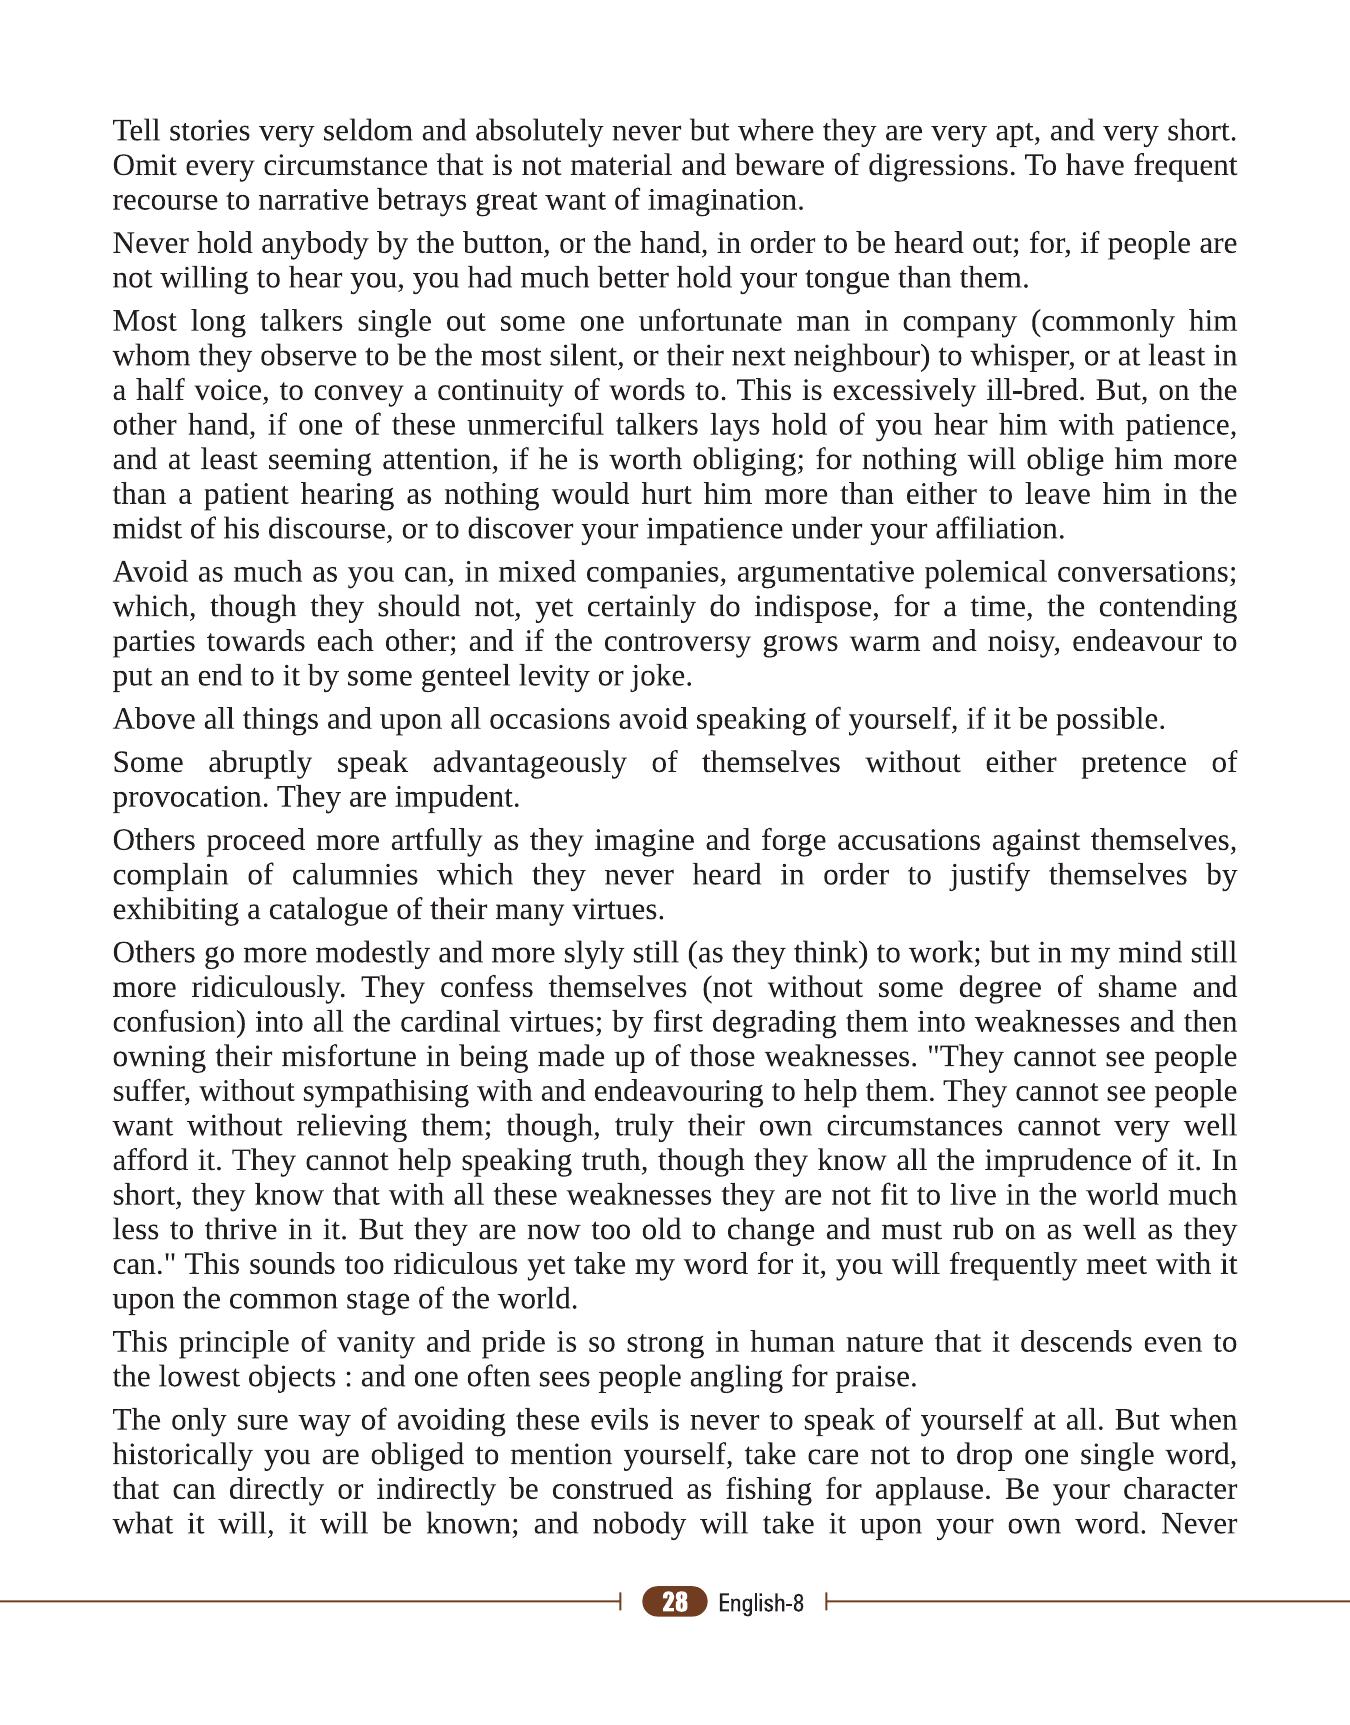 Tell stories very seldom and absolutely never but where they are very apt, and very short.
Omit every circumstance that is not material and beware of digressions. To have frequent
recourse to narrative betrays great want of imagination.
Never hold anybody by the button, or the hand, in order to be heard out; for, if people are
not willing to hear you, you had much better hold your tongue than them.
Most long talkers single out some one unfortunate man in company (commonly him
whom they observe to be the most silent, or their next neighbour) to whisper, or at least in
a half voice, to convey a continuity of words to. This is excessively ill-bred. But, on the
other hand, if one of these unmerciful talkers lays hold of you hear him with patience,
and at least seeming attention, if he is worth obliging; for nothing will oblige him more
than a patient hearing as nothing would hurt him more than either to leave him in the
midst of his discourse, or to discover your impatience under your affiliation.
Avoid as much as you can, in mixed companies, argumentative polemical conversations;
which, though they should not, yet certainly do indispose, for a time, the contending
parties towards each other; and if the controversy grows warm and noisy, endeavour to
put an end to it by some genteel levity or joke.
Above all things and upon all occasions avoid speaking of yourself, if it be possible.
Some abruptly speak advantageously of themselves without either pretence of
provocation. They are impudent.
Others proceed more artfully as they imagine and forge accusations against themselves,
complain of calumnies which they never heard in order to justify themselves by
exhibiting a catalogue of their many virtues.
Others go more modestly and more slyly still (as they think) to work; but in my mind still
more ridiculously. They confess themselves (not without some degree of shame and
confusion) into all the cardinal virtues; by first degrading them into weaknesses and then
owning their misfortune in being made up of those weaknesses. "They cannot see people
suffer, without sympathising with and endeavouring to help them. They cannot see people
want without relieving them; though, truly their own circumstances cannot very well
afford it. They cannot help speaking truth, though they know all the imprudence of it. In
short, they know that with all these weaknesses they are not fit to live in the world much
less to thrive in it. But they are now too old to change and must rub on as well as they
can." This sounds too ridiculous yet take my word for it, you will frequently meet with it
upon the common stage of the world.
This principle of vanity and pride is so strong in human nature that it descends even to
the lowest objects : and one often sees people angling for praise.
The only sure way of avoiding these evils is never to speak of yourself at all. But when
historically you are obliged to mention yourself, take care not to drop one single word,
that can directly or indirectly be construed as fishing for applause. Be your character
what it will, it will be known; and nobody will take it upon your own word. Never
28 English-8